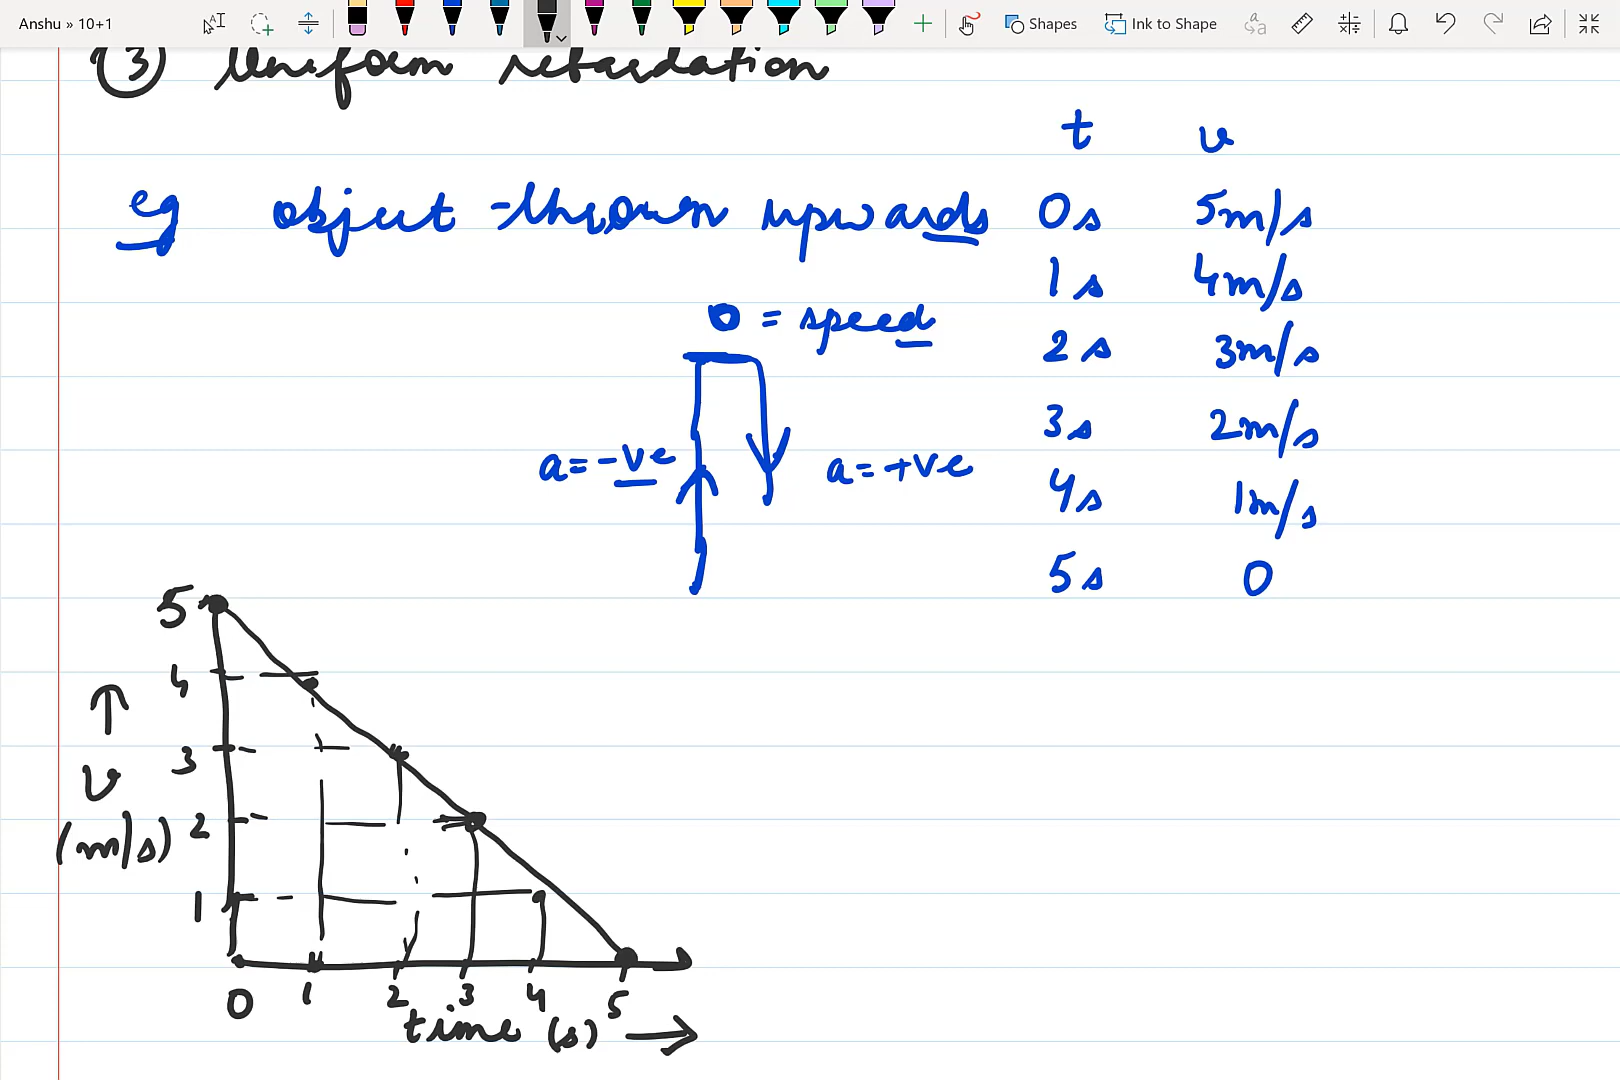 Anshu » 10+1
Shapes
Ink to Shape
③ Uniform retardation
t v
eg object thrown upwards 0s 5m/s
1s 4m/s
0 = speed
2s 3m/s
3s 2m/s
a = -ve a = +ve
4s 1m/s
5s 0
5
4
3
v
2
(m/s)
1
0 1 2 3 4 5
time (s)